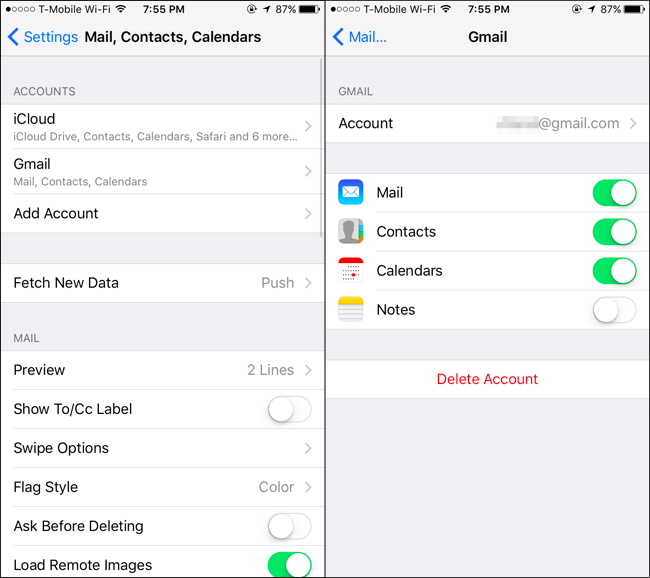 T-Mobile Wi-Fi 7:55 PM 87%
Settings Mail, Contacts, Calendars
ACCOUNTS
iCloud
iCloud Drive, Contacts, Calendars, Safari and 6 more...
Gmail
Mail, Contacts, Calendars
Add Account
Fetch New Data Push
MAIL
Preview 2 Lines
Show To/Cc Label
Swipe Options
Flag Style Color
Ask Before Deleting
Load Remote Images
T-Mobile Wi-Fi 7:55 PM 87%
Mail... Gmail
GMAIL
Account @gmail.com
Mail
Contacts
Calendars
Notes
Delete Account